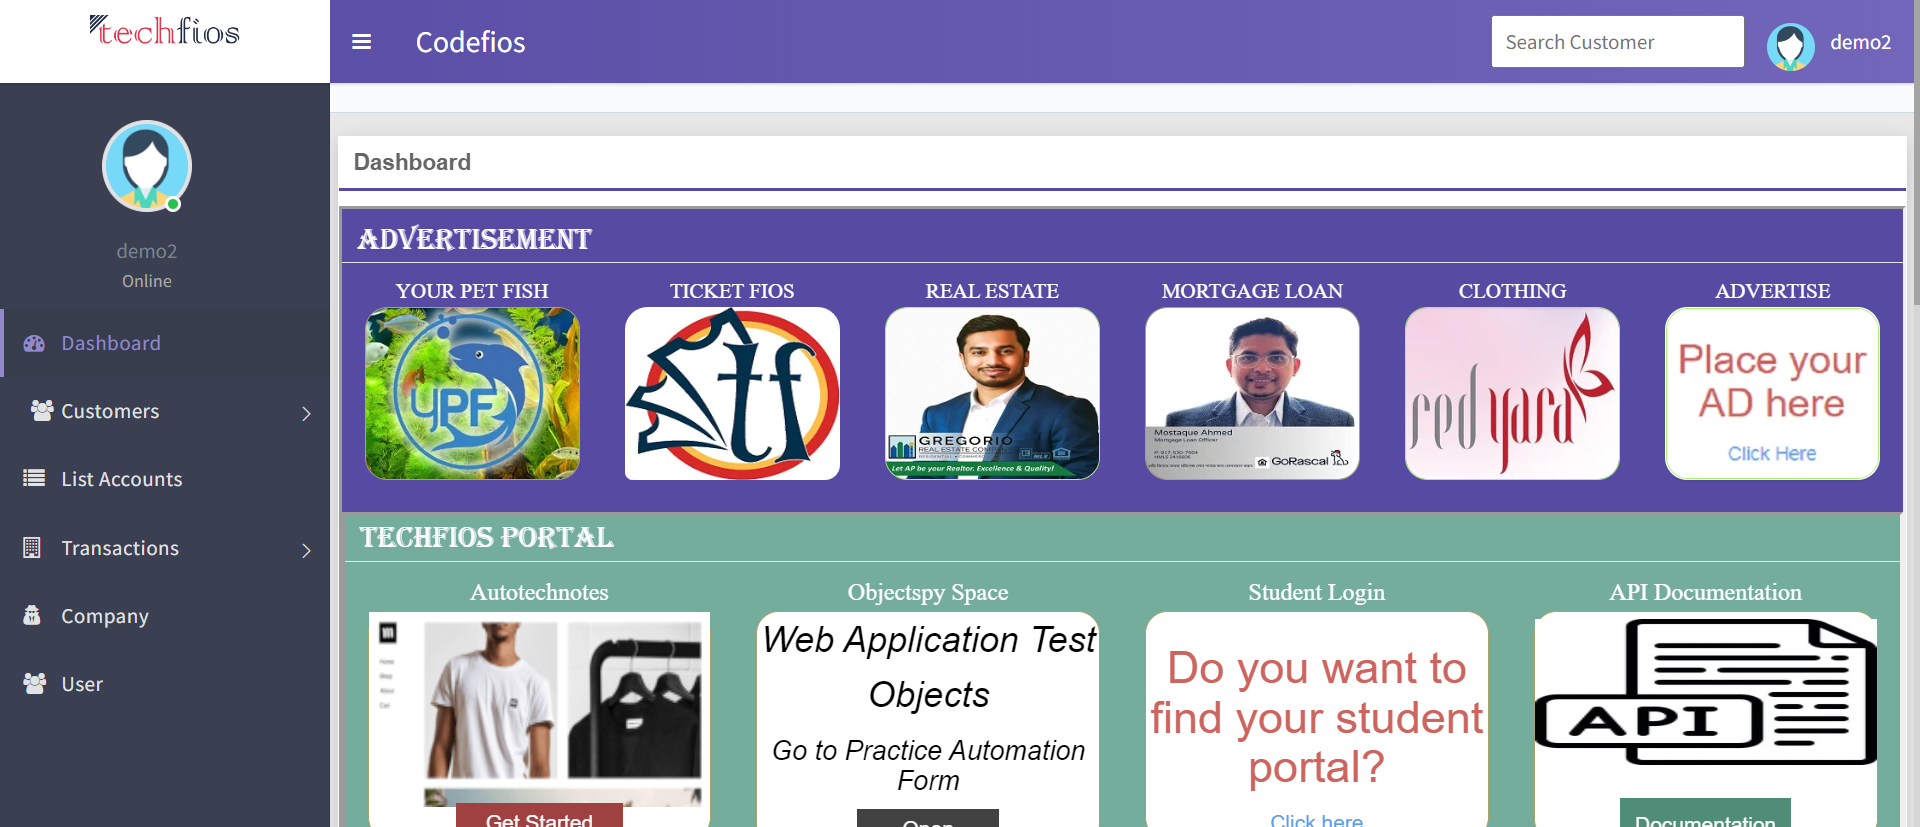 techfios
Codefios
Search Customer
demo2
demo2
Online
Dashboard
Customers
List Accounts
Transactions
Company
User
Dashboard
ADVERTISEMENT
YOUR PET FISH
TICKET FIOS
REAL ESTATE
MORTGAGE LOAN
CLOTHING
ADVERTISE
YPF
tf
GREGORIO
REAL ESTATE COMPANY
Let AP be your Realtor. Excellence & Quality!
Mostaque Ahmed
Mortgage Loan Officer
GoRascal
red yard
Place your
AD here
Click Here
TECHFIOS PORTAL
Autotechnotes
Objectspy Space
Student Login
API Documentation
Home
Shop
About
Get Started
Web Application Test
Objects
Go to Practice Automation
Form
Open
Do you want to
find your student
portal?
Click here
API
Documentation